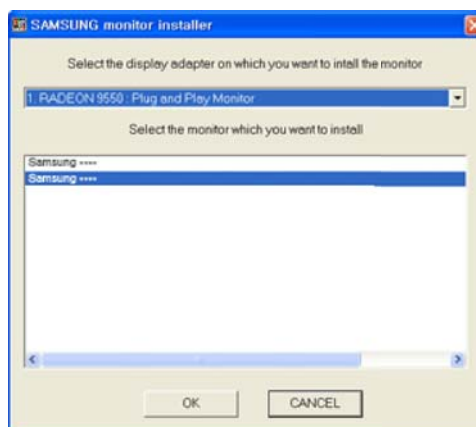 SAMSUNG monitor installer
Select the display adapter on which you want to intall the monitor
1. RADEON 9550 : Plug and Play Monitor
Select the monitor which you want to install
Samsung ----
Samsung ----
OK
CANCEL